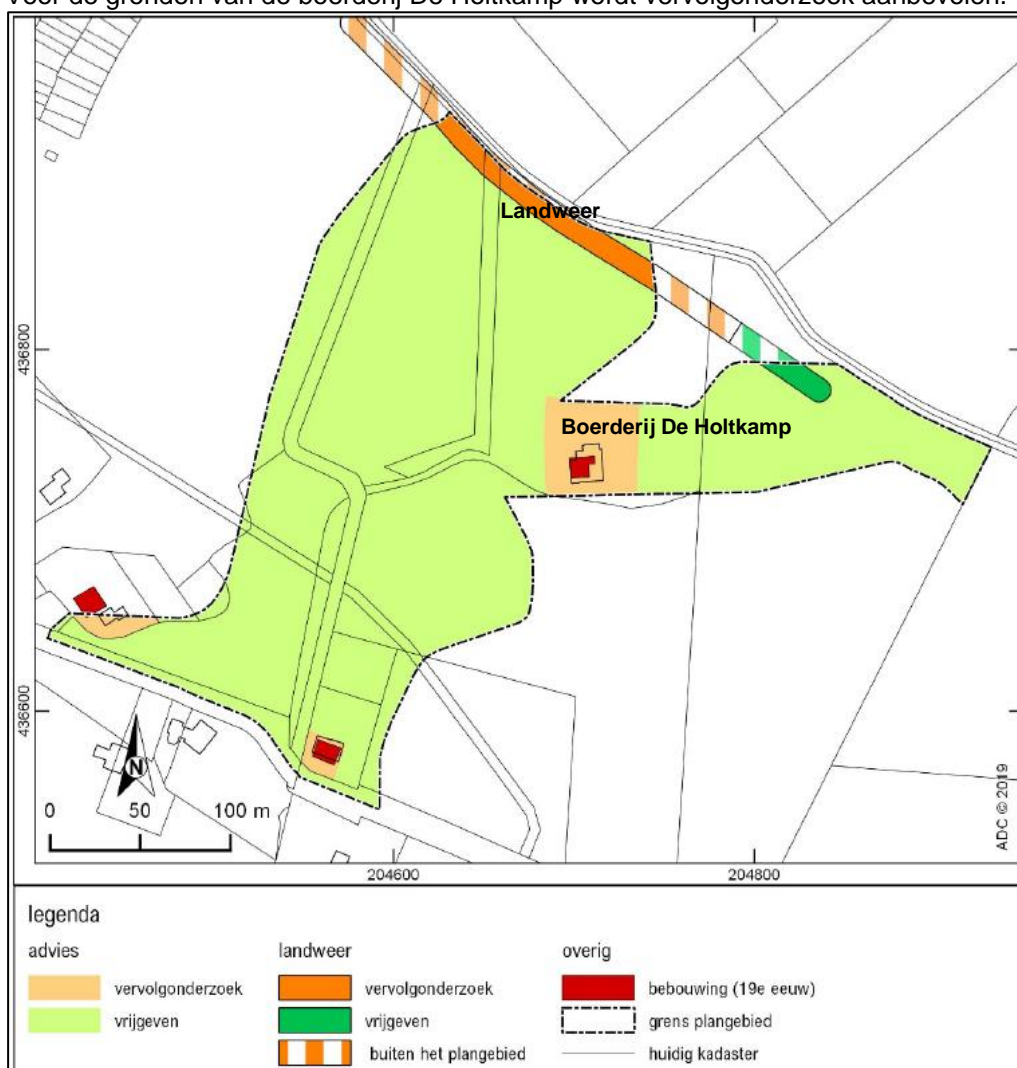 Voor de gronden van de boerderij De Holtkamp wordt vervolgonderzoek aanbevolen.
Landweer
436800
Boerderij De Holtkamp
436600
N
0 50 100 m
ADC © 2019
204600 204800
legenda
advies landweer overig
vervolgonderzoek vervolgonderzoek bebouwing (19e eeuw)
vrijgeven vrijgeven grens plangebied
buiten het plangebied huidig kadaster